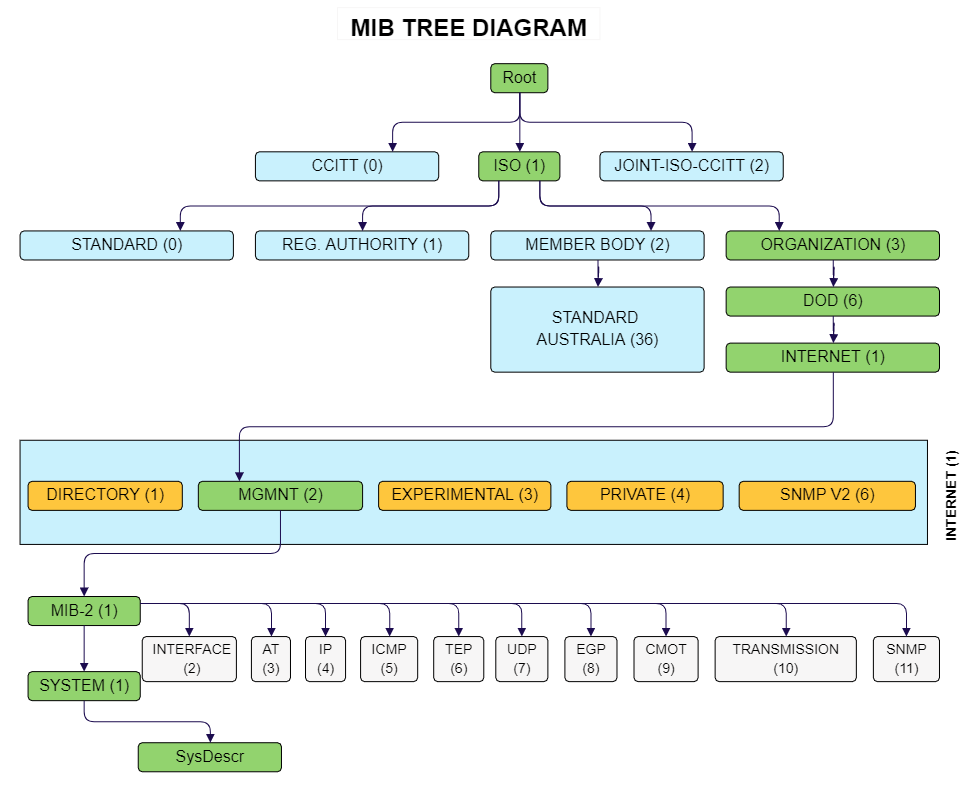 MIB TREE DIAGRAM
Root
CCITT (0)
ISO (1)
JOINT-ISO-CCITT (2)
STANDARD (0)
REG. AUTHORITY (1)
MEMBER BODY (2)
ORGANIZATION (3)
STANDARD
AUSTRALIA (36)
DOD (6)
INTERNET (1)
DIRECTORY (1)
MGMNT (2)
EXPERIMENTAL (3)
PRIVATE (4)
SNMP V2 (6)
INTERNET (1)
MIB-2 (1)
INTERFACE
(2)
AT
(3)
IP
(4)
ICMP
(5)
TEP
(6)
UDP
(7)
EGP
(8)
CMOT
(9)
TRANSMISSION
(10)
SNMP
(11)
SYSTEM (1)
SysDescr